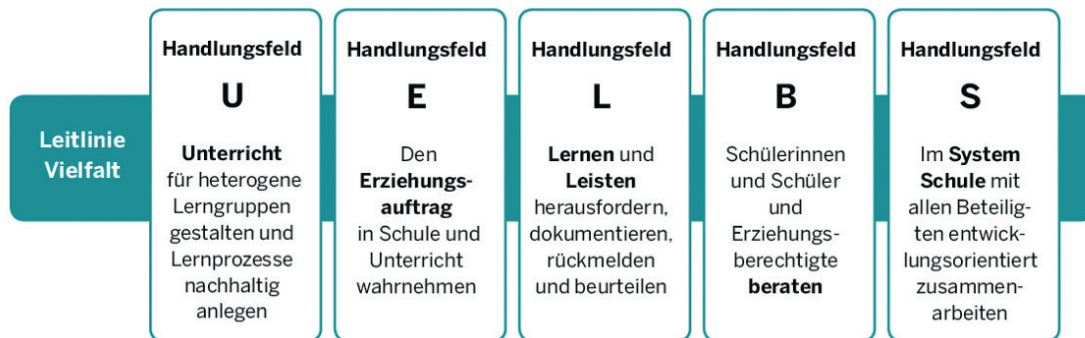 Leitlinie
Vielfalt
Handlungsfeld
U
Unterricht
für heterogene
Lerngruppen
gestalten und
Lernprozesse
nachhaltig
anlegen
Handlungsfeld
E
Den
Erziehungs-
auftrag
in Schule und
Unterricht
wahrnehmen
Handlungsfeld
L
Lernen und
Leisten
herausfordern,
dokumentieren,
rückmelden
und beurteilen
Handlungsfeld
B
Schülerinnen
und Schüler
und
Erziehungs-
berechtigte
beraten
Handlungsfeld
S
Im System
Schule mit
allen Beteilig-
ten entwick-
lungsorientiert
zusammen-
arbeiten